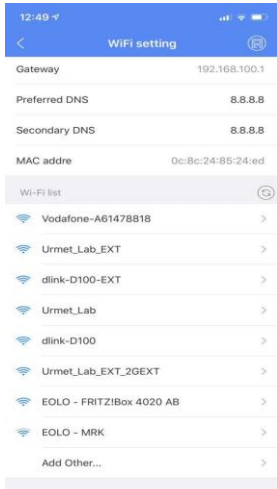 12:49
WiFi setting
Gateway 192.168.100.1
Preferred DNS 8.8.8.8
Secondary DNS 8.8.8.8
MAC addre 0c:8c:24:85:24:ed
Wi-Fi list
Vodafone-A61478818
Urmet_Lab_EXT
dlink-D100-EXT
Urmet_Lab
dlink-D100
Urmet_Lab_EXT_2GEXT
EOLO - FRITZ!Box 4020 AB
EOLO - MRK
Add Other...